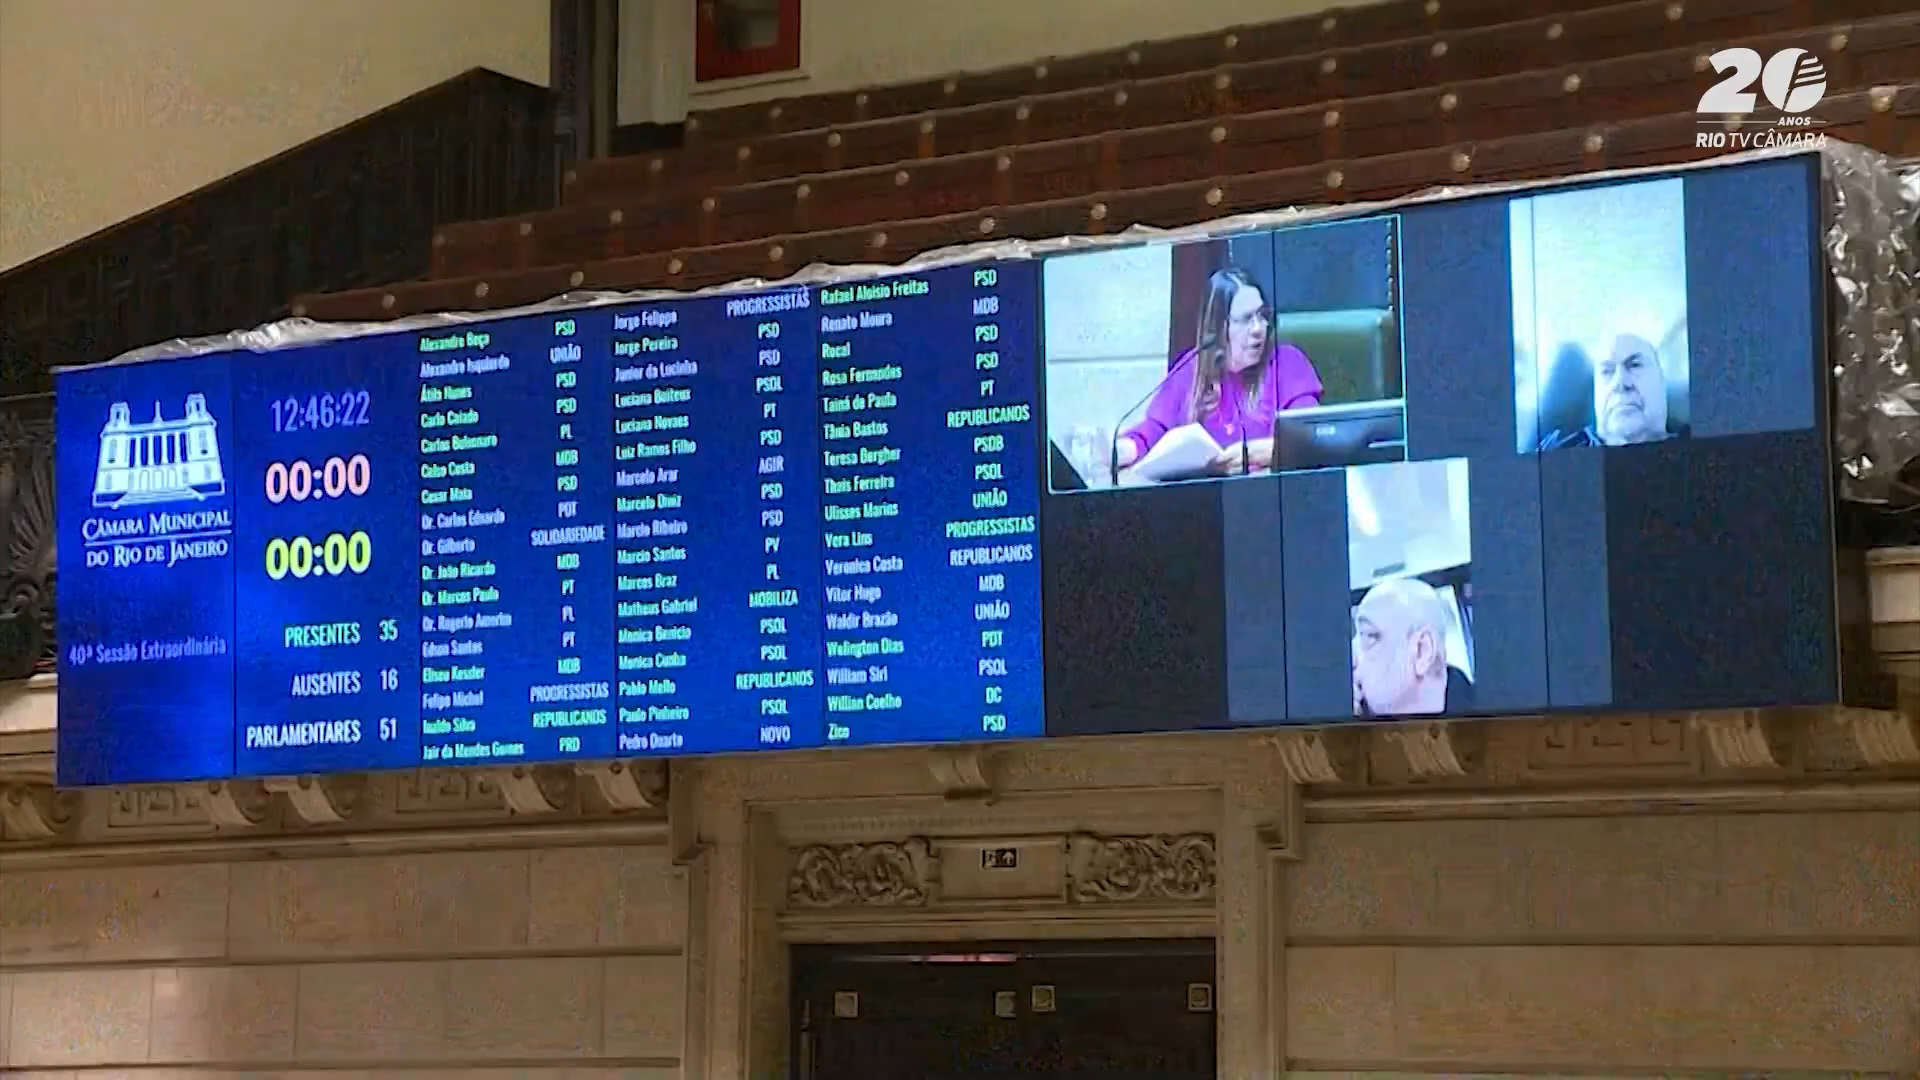 20
ANOS
RIO TV CÂMARA
CÂMARA MUNICIPAL
DO RIO DE JANEIRO
40ª Sessão Extraordinária
12:46:22
00:00
00:00
PRESENTES 35
AUSENTES 16
PARLAMENTARES 51
Alexandre Beça PSD
Alexandre Isquierdo UNIÃO
Átila Nunes PSD
Carlo Caiado PSD
Carlos Bolsonaro PL
Celso Costa MDB
Cesar Maia PSD
Dr. Carlos Eduardo PDT
Dr. Gilberto SOLIDARIEDADE
Dr. João Ricardo MDB
Dr. Marcos Paulo PT
Dr. Rogerio Amorim PL
Edson Santos PT
Eliseu Kessler MDB
Felipe Michel PROGRESSISTAS
Inaldo Silva REPUBLICANOS
Jair da Mendes Gomes PRD
Jorge Felippe PROGRESSISTAS
Jorge Pereira PSD
Junior da Lucinha PSD
Luciana Boiteux PSOL
Luciana Novaes PT
Luiz Ramos Filho PSD
Marcelo Arar AGIR
Marcelo Diniz PSD
Marcio Ribeiro PSD
Marcio Santos PV
Marcos Braz PL
Matheus Gabriel MOBILIZA
Monica Benicio PSOL
Monica Cunha PSOL
Pablo Mello REPUBLICANOS
Paulo Pinheiro PSOL
Pedro Duarte NOVO
Rafael Aloisio Freitas PSD
Renato Moura MDB
Rocal PSD
Rosa Fernandes PSD
Tainá de Paula PT
Tânia Bastos REPUBLICANOS
Teresa Bergher PSDB
Thais Ferreira PSOL
Ulisses Marins UNIÃO
Vera Lins PROGRESSISTAS
Veronica Costa REPUBLICANOS
Vitor Hugo MDB
Waldir Brazão UNIÃO
Welington Dias PDT
William Siri PSOL
Willian Coelho DC
Zico PSD